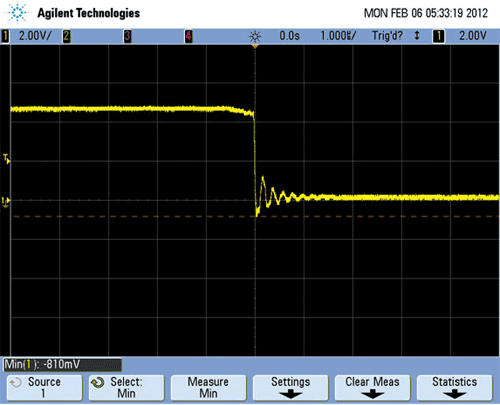 Agilent Technologies MON FEB 06 05:33:19 2012
1 2.00V/ 2 3 4 0.0s 1.000µ/ Trig'd? 1 2.00V
T
1
Min(1): -810mV
Source Select: Measure Settings Clear Meas Statistics
1 Min Min